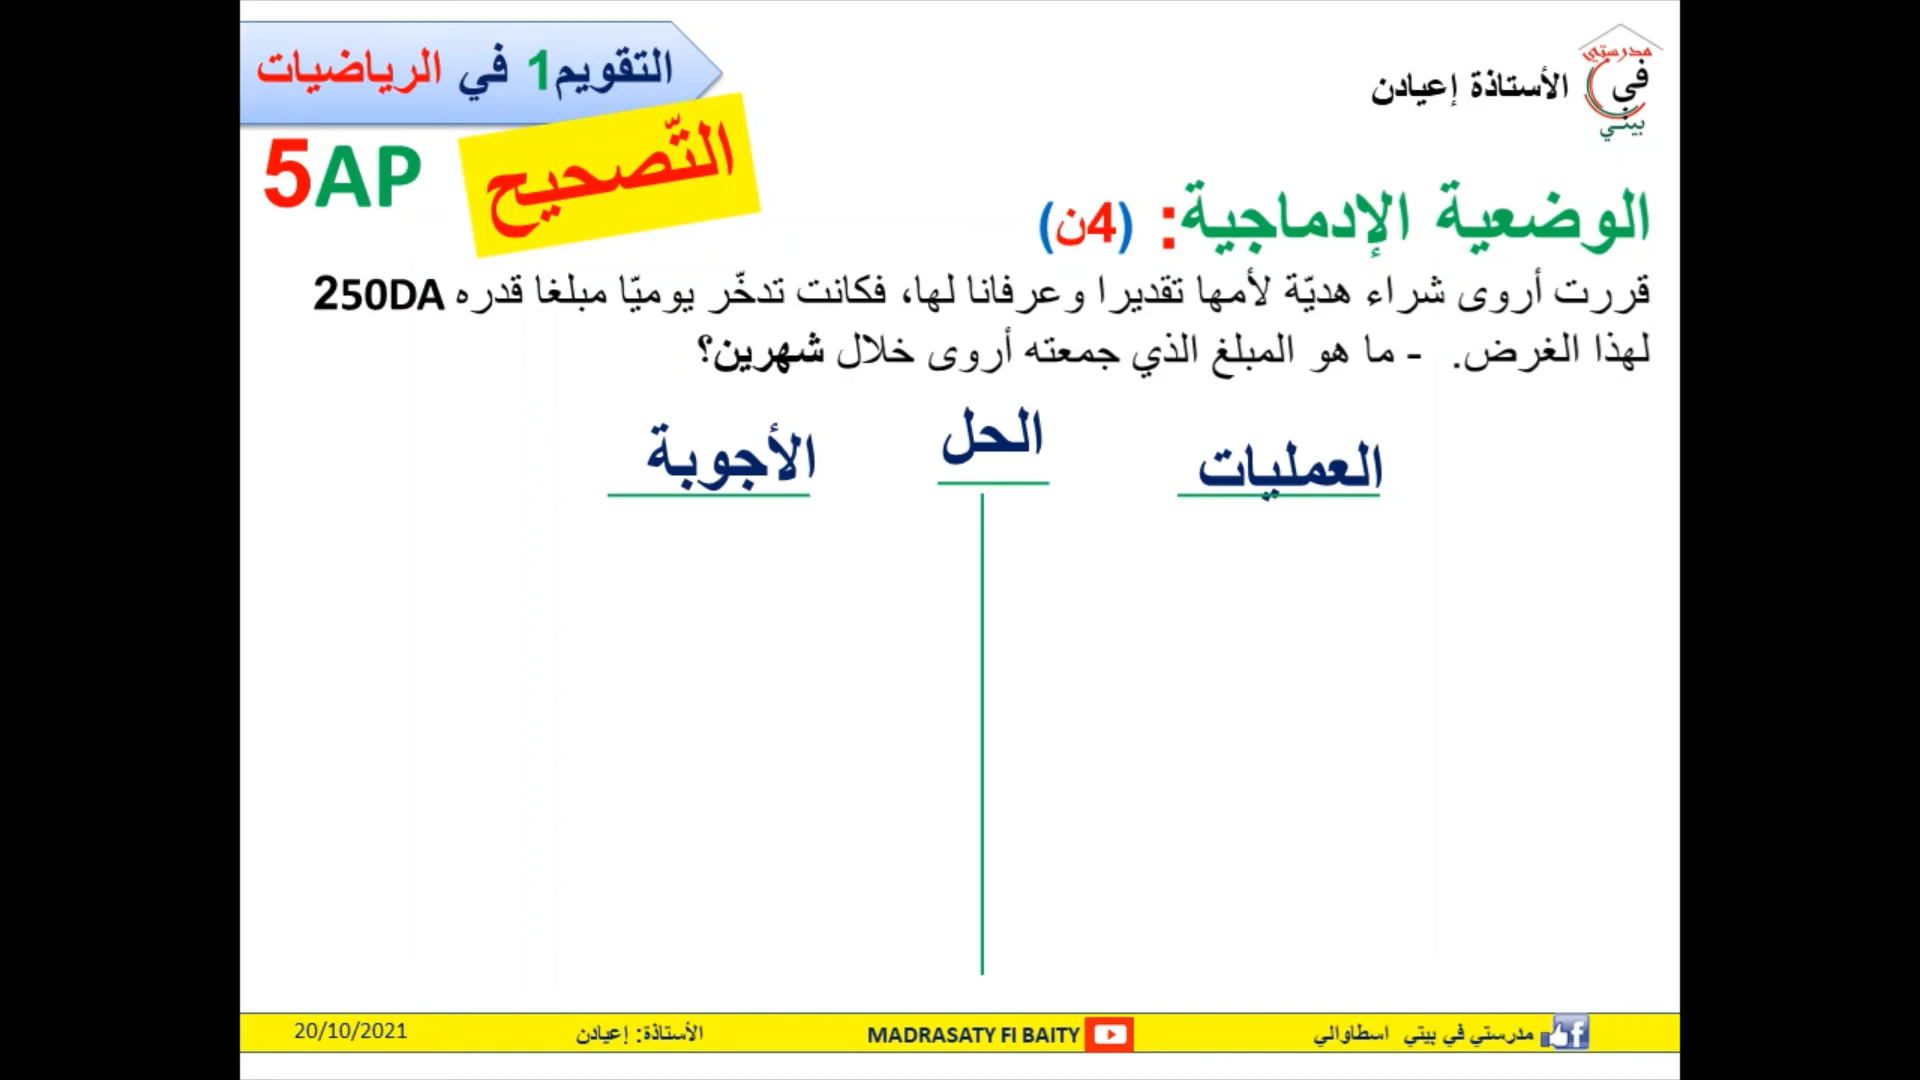 مدرستي
في
بيتي
الأستاذة إعيادن
التقويم1 في الرياضيات
التّصحيح
5AP
الوضعية الإدماجية: (4ن)
قررت أروى شراء هديّة لأمها تقديرا وعرفانا لها، فكانت تدخّر يوميّا مبلغا قدره 250DA
لهذا الغرض. - ما هو المبلغ الذي جمعته أروى خلال شهرين؟
الحل
العمليات
الأجوبة
مدرستي في بيتي اسطاوالي
MADRASATY FI BAITY
الأستاذة: إعيادن
20/10/2021